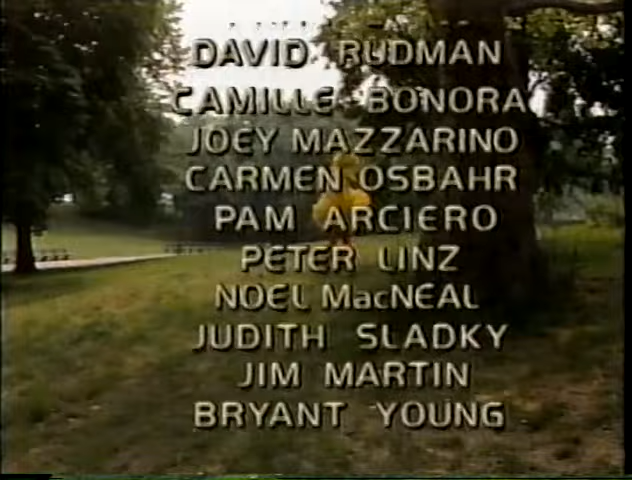 DAVID RUDMAN
CAMILLE BONORA
JOEY MAZZARINO
CARMEN OSBAHR
PAM ARCIERO
PETER LINZ
NOEL MacNEAL
JUDITH SLADKY
JIM MARTIN
BRYANT YOUNG